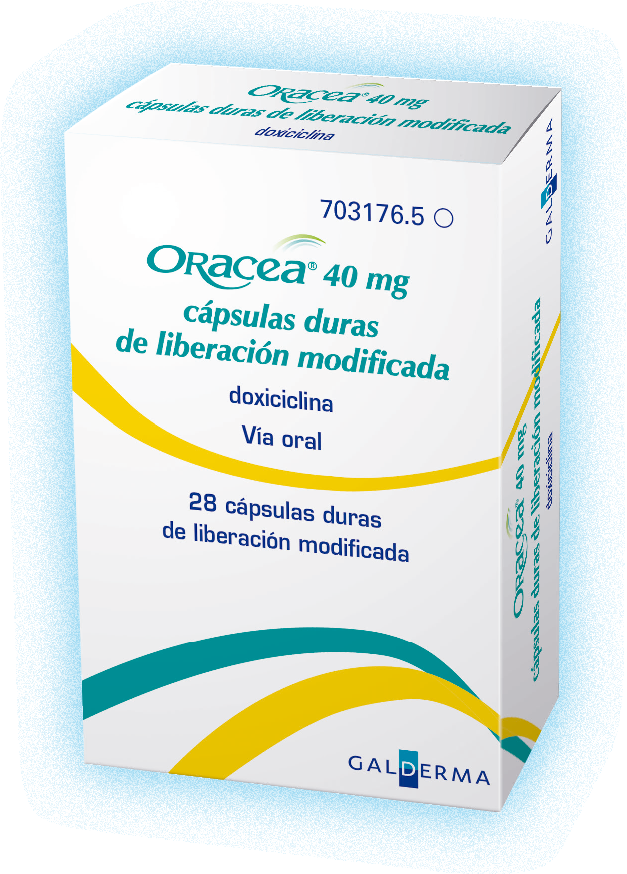 ORACEA® 40 mg
cápsulas duras de liberación modificada
doxiciclina
703176.5
ORACEA® 40 mg
cápsulas duras
de liberación modificada
doxiciclina
Vía oral
28 cápsulas duras
de liberación modificada
GALDERMA
GALDERMA
ORACEA® 40 mg
cápsulas duras de liberación modificada
doxiciclina